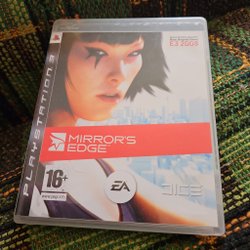 PLAYSTATION 3
E3 2008
MIRROR'S
EDGE
16+
www.pegi.info
EA
DICE